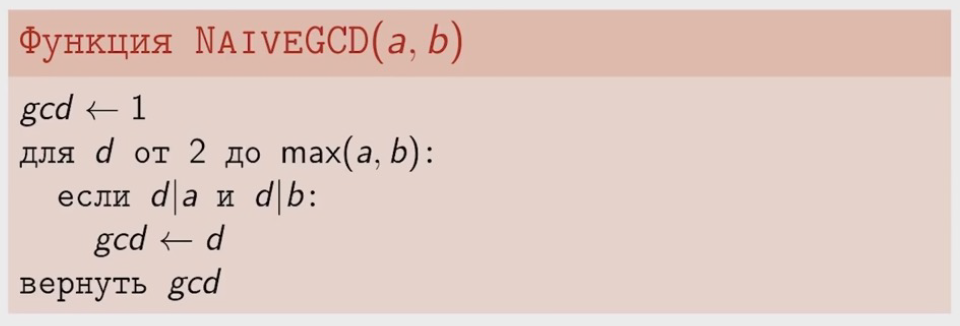 Функция NAIVEGCD(a, b)
gcd ← 1
для d от 2 до max(a, b):
если d|a и d|b:
gcd ← d
вернуть gcd